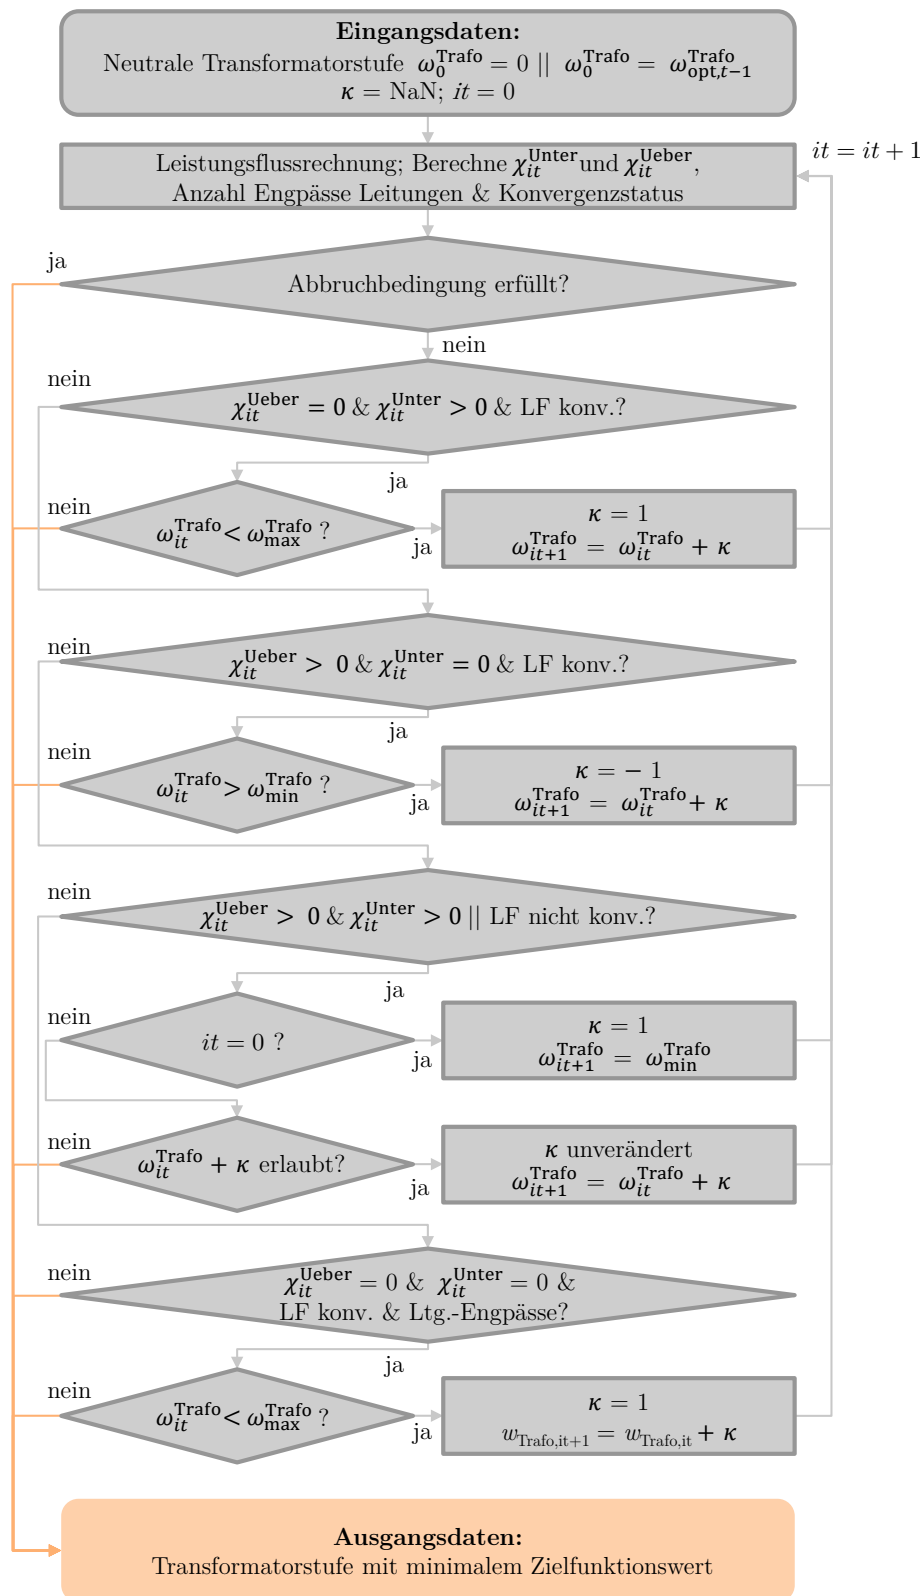 Eingangsdaten:
Neutrale Transformatorstufe ω₀^Trafo = 0 || ω₀^Trafo = ω_opt,t−1^Trafo
κ = NaN; it = 0
it = it + 1
Leistungsflussrechnung; Berechne χ_it^Unter und χ_it^Ueber,
Anzahl Engpässe Leitungen & Konvergenzstatus
ja
Abbruchbedingung erfüllt?
nein
nein
χ_it^Ueber = 0 & χ_it^Unter > 0 & LF konv.?
ja
nein
ω_it^Trafo < ω_max^Trafo ?
ja
κ = 1
ω_it+1^Trafo = ω_it^Trafo + κ
nein
χ_it^Ueber > 0 & χ_it^Unter = 0 & LF konv.?
ja
nein
ω_it^Trafo > ω_min^Trafo ?
ja
κ = − 1
ω_it+1^Trafo = ω_it^Trafo + κ
nein
χ_it^Ueber > 0 & χ_it^Unter > 0 || LF nicht konv.?
ja
nein
it = 0 ?
ja
κ = 1
ω_it+1^Trafo = ω_min^Trafo
nein
ω_it^Trafo + κ erlaubt?
ja
κ unverändert
ω_it+1^Trafo = ω_it^Trafo + κ
nein
χ_it^Ueber = 0 & χ_it^Unter = 0 &
LF konv. & Ltg.-Engpässe?
ja
nein
ω_it^Trafo < ω_max^Trafo ?
ja
κ = 1
w_Trafo,it+1 = w_Trafo,it + κ
Ausgangsdaten:
Transformatorstufe mit minimalem Zielfunktionswert